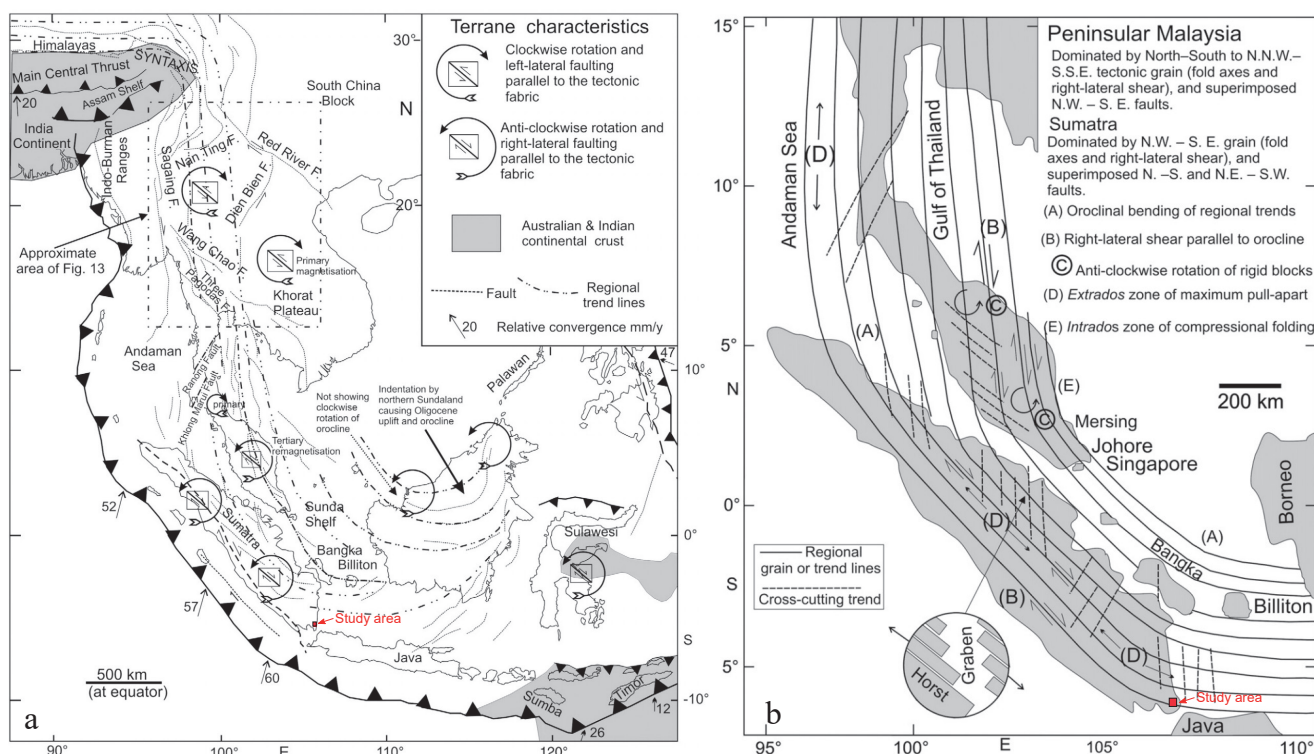 Terrane characteristics
Clockwise rotation and
left-lateral faulting
parallel to the tectonic
fabric
Anti-clockwise rotation and
right-lateral faulting
parallel to the tectonic
fabric
Australian & Indian
continental crust
Fault
Regional
trend lines
20
Relative convergence mm/y
Himalayas
SYNTAXIS
Main Central Thrust
Assam Shelf
20
India
Continent
Indo-Burman
Ranges
Sagaing F.
Nan Ting F.
South China
Block
Red River F.
Dien Bien F.
Approximate
area of Fig. 13
Wang Chao F.
Three
Pagodas F.
Primary
magnetisation
Khorat
Plateau
Andaman
Sea
Ranong Fault
Khlong Marui Fault
primary
Tertiary
remagnetisation
Not showing
clockwise
rotation of
orocline
Indentation by
northern Sundaland
causing Oligocene
uplift and orocline
Palawan
47
52
Sumatra
Sunda
Shelf
Bangka
Billiton
Sulawesi
57
Study area
Java
60
500 km
(at equator)
Sumba
Timor
12
26
30°
N
20°
10°
0°
S
-10°
90°
100°
E
110°
120°
a
15°
10°
5°
N
0°
S
5°
95°
100°
E
105°
110°
Peninsular Malaysia
Dominated by North–South to N.N.W.–
S.S.E. tectonic grain (fold axes and
right-lateral shear), and superimposed
N.W. – S. E. faults.
Sumatra
Dominated by N.W. – S. E. grain (fold
axes and right-lateral shear), and
superimposed N. –S. and N.E. – S.W.
faults.
(A) Oroclinal bending of regional trends
(B) Right-lateral shear parallel to orocline
© Anti-clockwise rotation of rigid blocks
(D) Extrados zone of maximum pull-apart
(E) Intrados zone of compressional folding
200 km
Andaman Sea
(D)
Gulf of Thailand
(B)
C
(A)
(E)
C
Mersing
Johore
Singapore
Borneo
(D)
(A)
Bangka
Billiton
(B)
(D)
Regional
grain or trend lines
Cross-cutting trend
Horst
Graben
Study area
Java
b